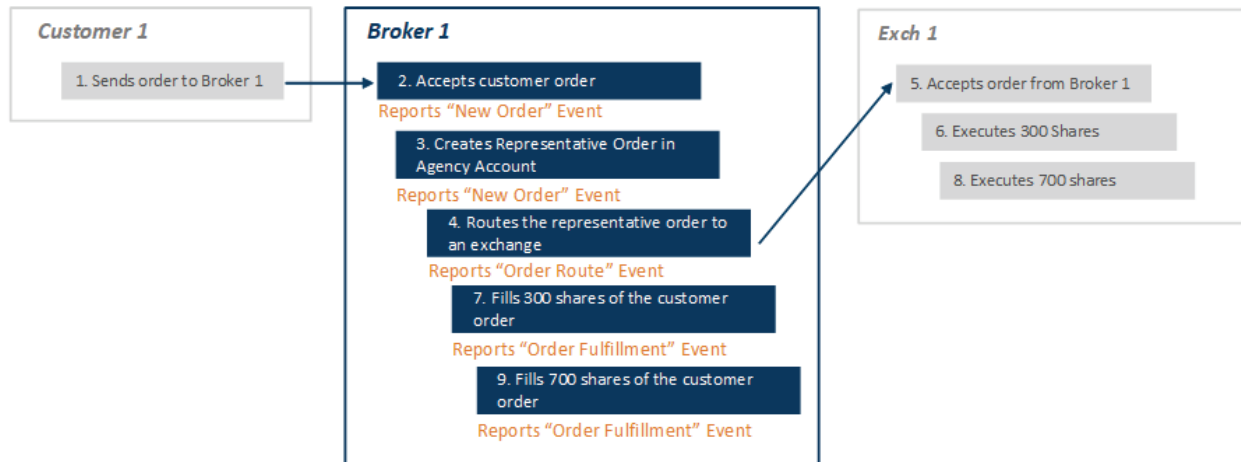 Customer 1
1. Sends order to Broker 1
Broker 1
2. Accepts customer order
Reports “New Order” Event
3. Creates Representative Order in
Agency Account
Reports “New Order” Event
4. Routes the representative order to
an exchange
Reports “Order Route” Event
7. Fills 300 shares of the customer
order
Reports “Order Fulfillment” Event
9. Fills 700 shares of the customer
order
Reports “Order Fulfillment” Event
Exch 1
5. Accepts order from Broker 1
6. Executes 300 Shares
8. Executes 700 shares